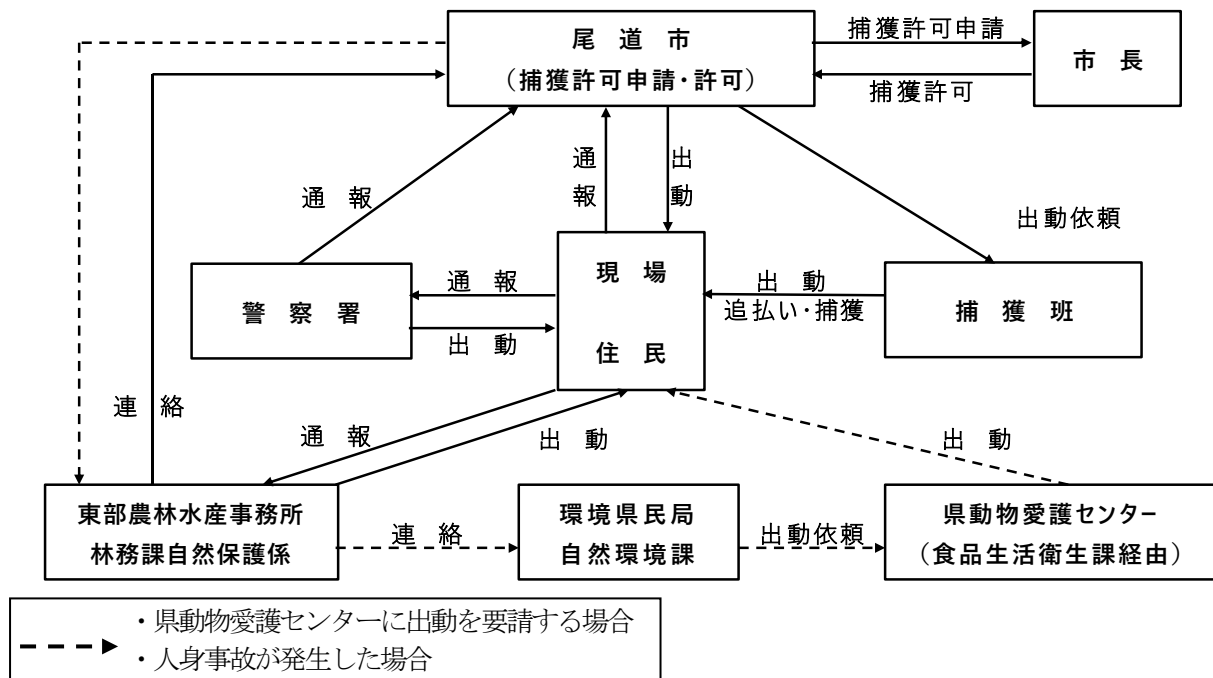 尾 道 市
（捕獲許可申請・許可）
捕獲許可申請
捕獲許可
市 長
通 報
通
報
出
動
出動依頼
現 場
住 民
警 察 署
通 報
出 動
出 動
追払い・捕獲
捕 獲 班
連 絡
通 報
出 動
出 動
東部農林水産事務所
林務課自然保護係
連 絡
環境県民局
自然環境課
出動依頼
県動物愛護センター
（食品生活衛生課経由）
・県動物愛護センターに出動を要請する場合
・人身事故が発生した場合